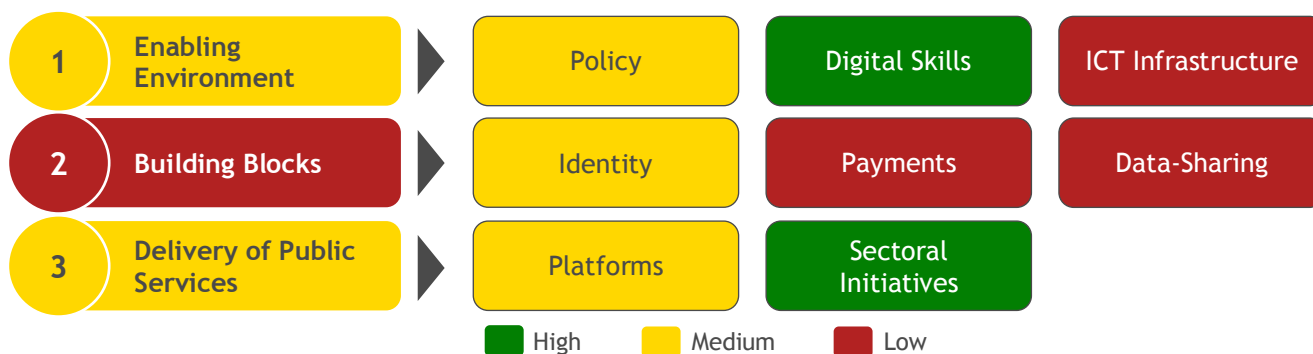 1
Enabling
Environment
Policy
Digital Skills
ICT Infrastructure
2
Building Blocks
Identity
Payments
Data-Sharing
3
Delivery of Public
Services
Platforms
Sectoral
Initiatives
High
Medium
Low